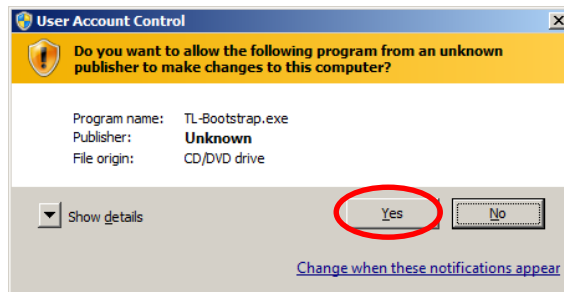 User Account Control
Do you want to allow the following program from an unknown
publisher to make changes to this computer?
Program name: TL-Bootstrap.exe
Publisher: Unknown
File origin: CD/DVD drive
Show details Yes No
Change when these notifications appear